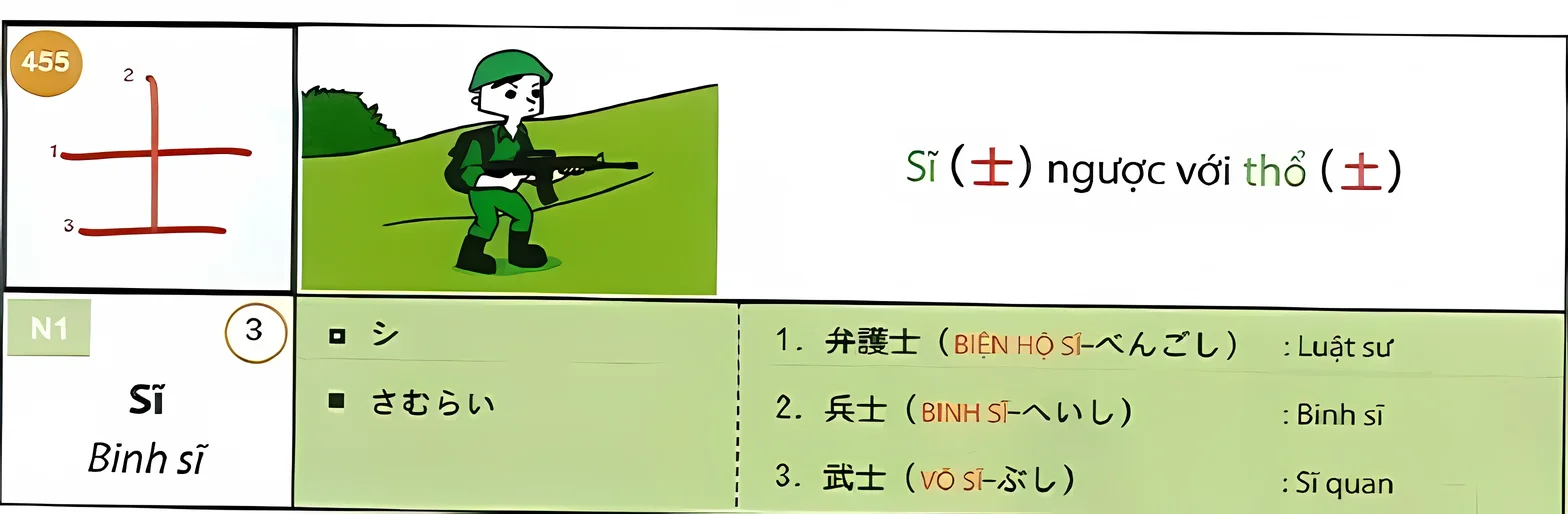 455
2
1
3
Sĩ (士) ngược với thổ (土)
N1
3
Sĩ
Binh sĩ
シ
さむらい
1. 弁護士 (BIỆN HỘ SĨ-べんごし) : Luật sư
2. 兵士 (BINH SĨ-へいし) : Binh sĩ
3. 武士 (VÕ SĨ-ぶし) : Sĩ quan